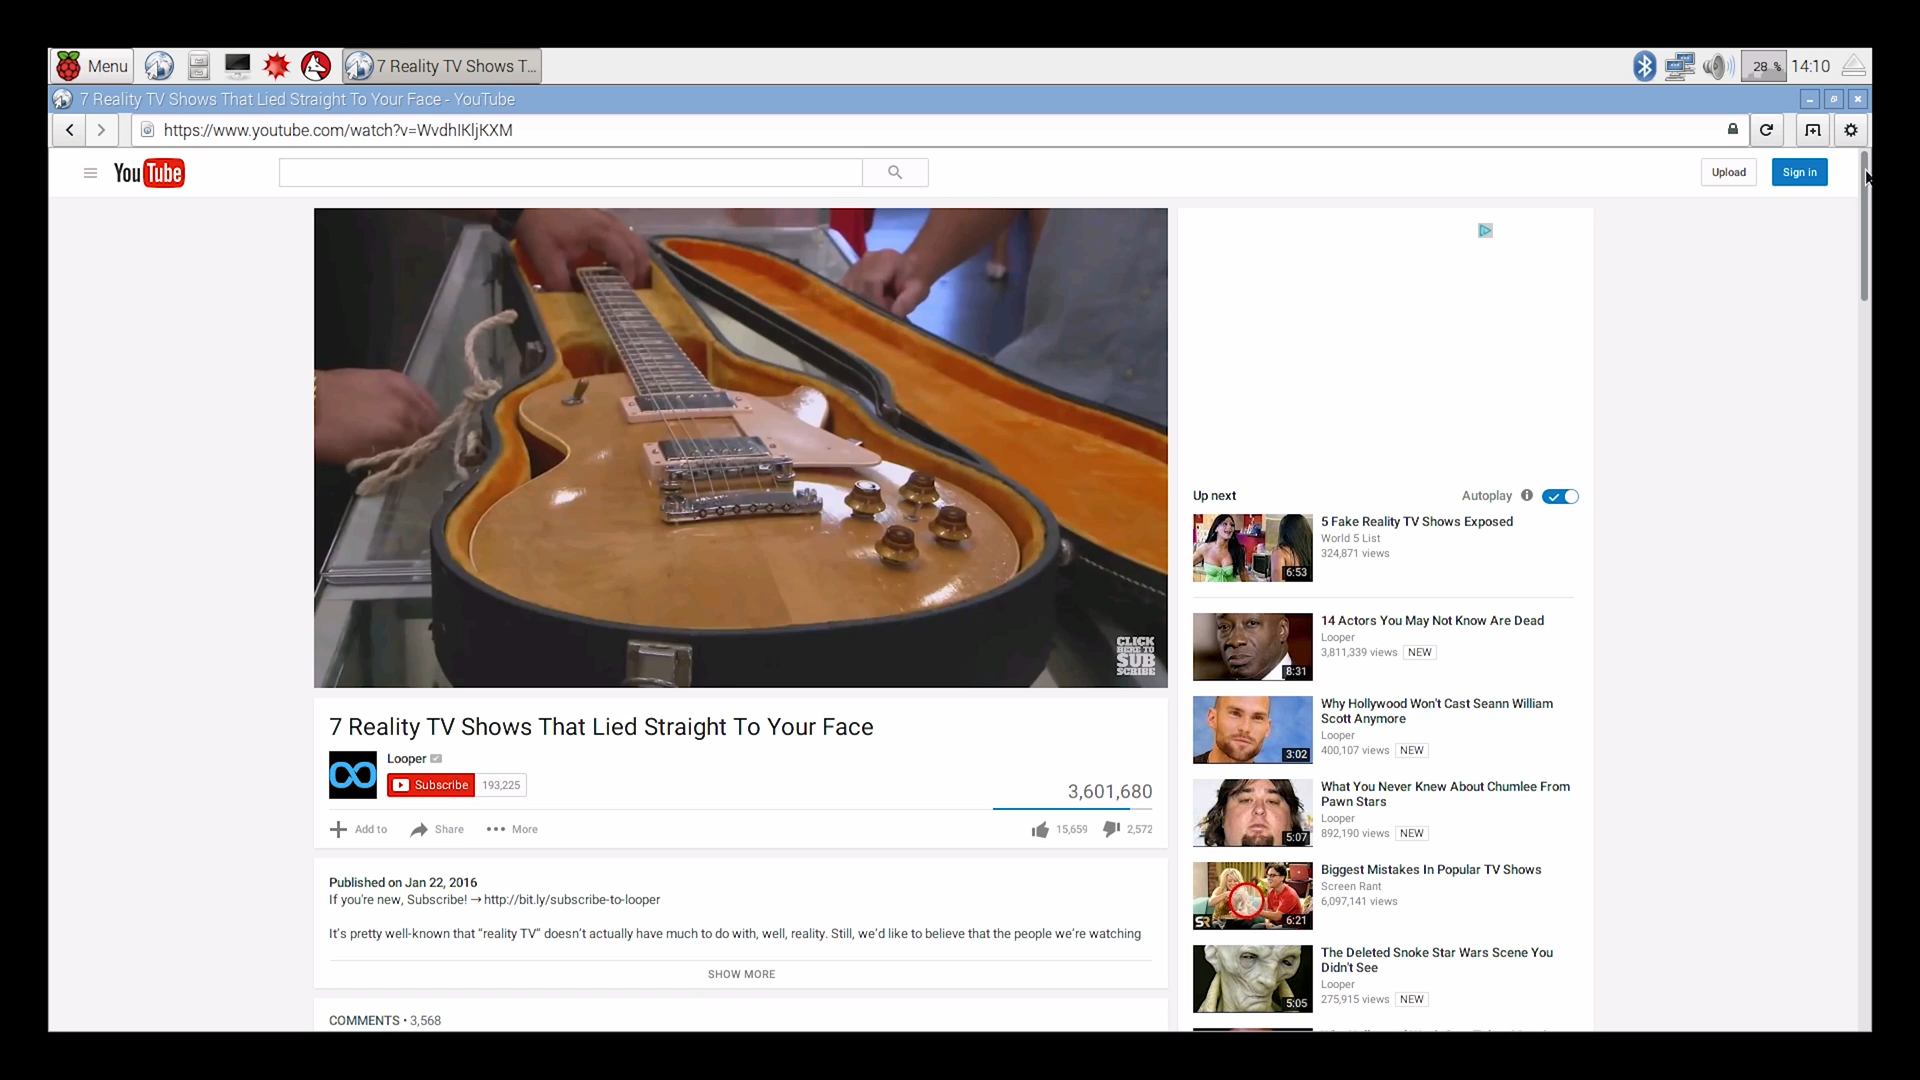 Menu
7 Reality TV Shows T...
28 %
14:10
7 Reality TV Shows That Lied Straight To Your Face - YouTube
https://www.youtube.com/watch?v=WvdhIKljKXM
YouTube
Upload
Sign in
CLICK
HERE TO
SUB
SCRIBE
7 Reality TV Shows That Lied Straight To Your Face
Looper
Subscribe
193,225
3,601,680
Add to
Share
More
15,659
2,572
Published on Jan 22, 2016
If you're new, Subscribe! → http://bit.ly/subscribe-to-looper
It's pretty well-known that “reality TV” doesn't actually have much to do with, well, reality. Still, we'd like to believe that the people we're watching
SHOW MORE
COMMENTS • 3,568
Up next
Autoplay
5 Fake Reality TV Shows Exposed
World 5 List
324,871 views
6:53
14 Actors You May Not Know Are Dead
Looper
3,811,339 views NEW
8:31
Why Hollywood Won't Cast Seann William
Scott Anymore
Looper
400,107 views NEW
3:02
What You Never Knew About Chumlee From
Pawn Stars
Looper
892,190 views NEW
5:07
Biggest Mistakes In Popular TV Shows
Screen Rant
6,097,141 views
SR
6:21
The Deleted Snoke Star Wars Scene You
Didn't See
Looper
275,915 views NEW
5:05